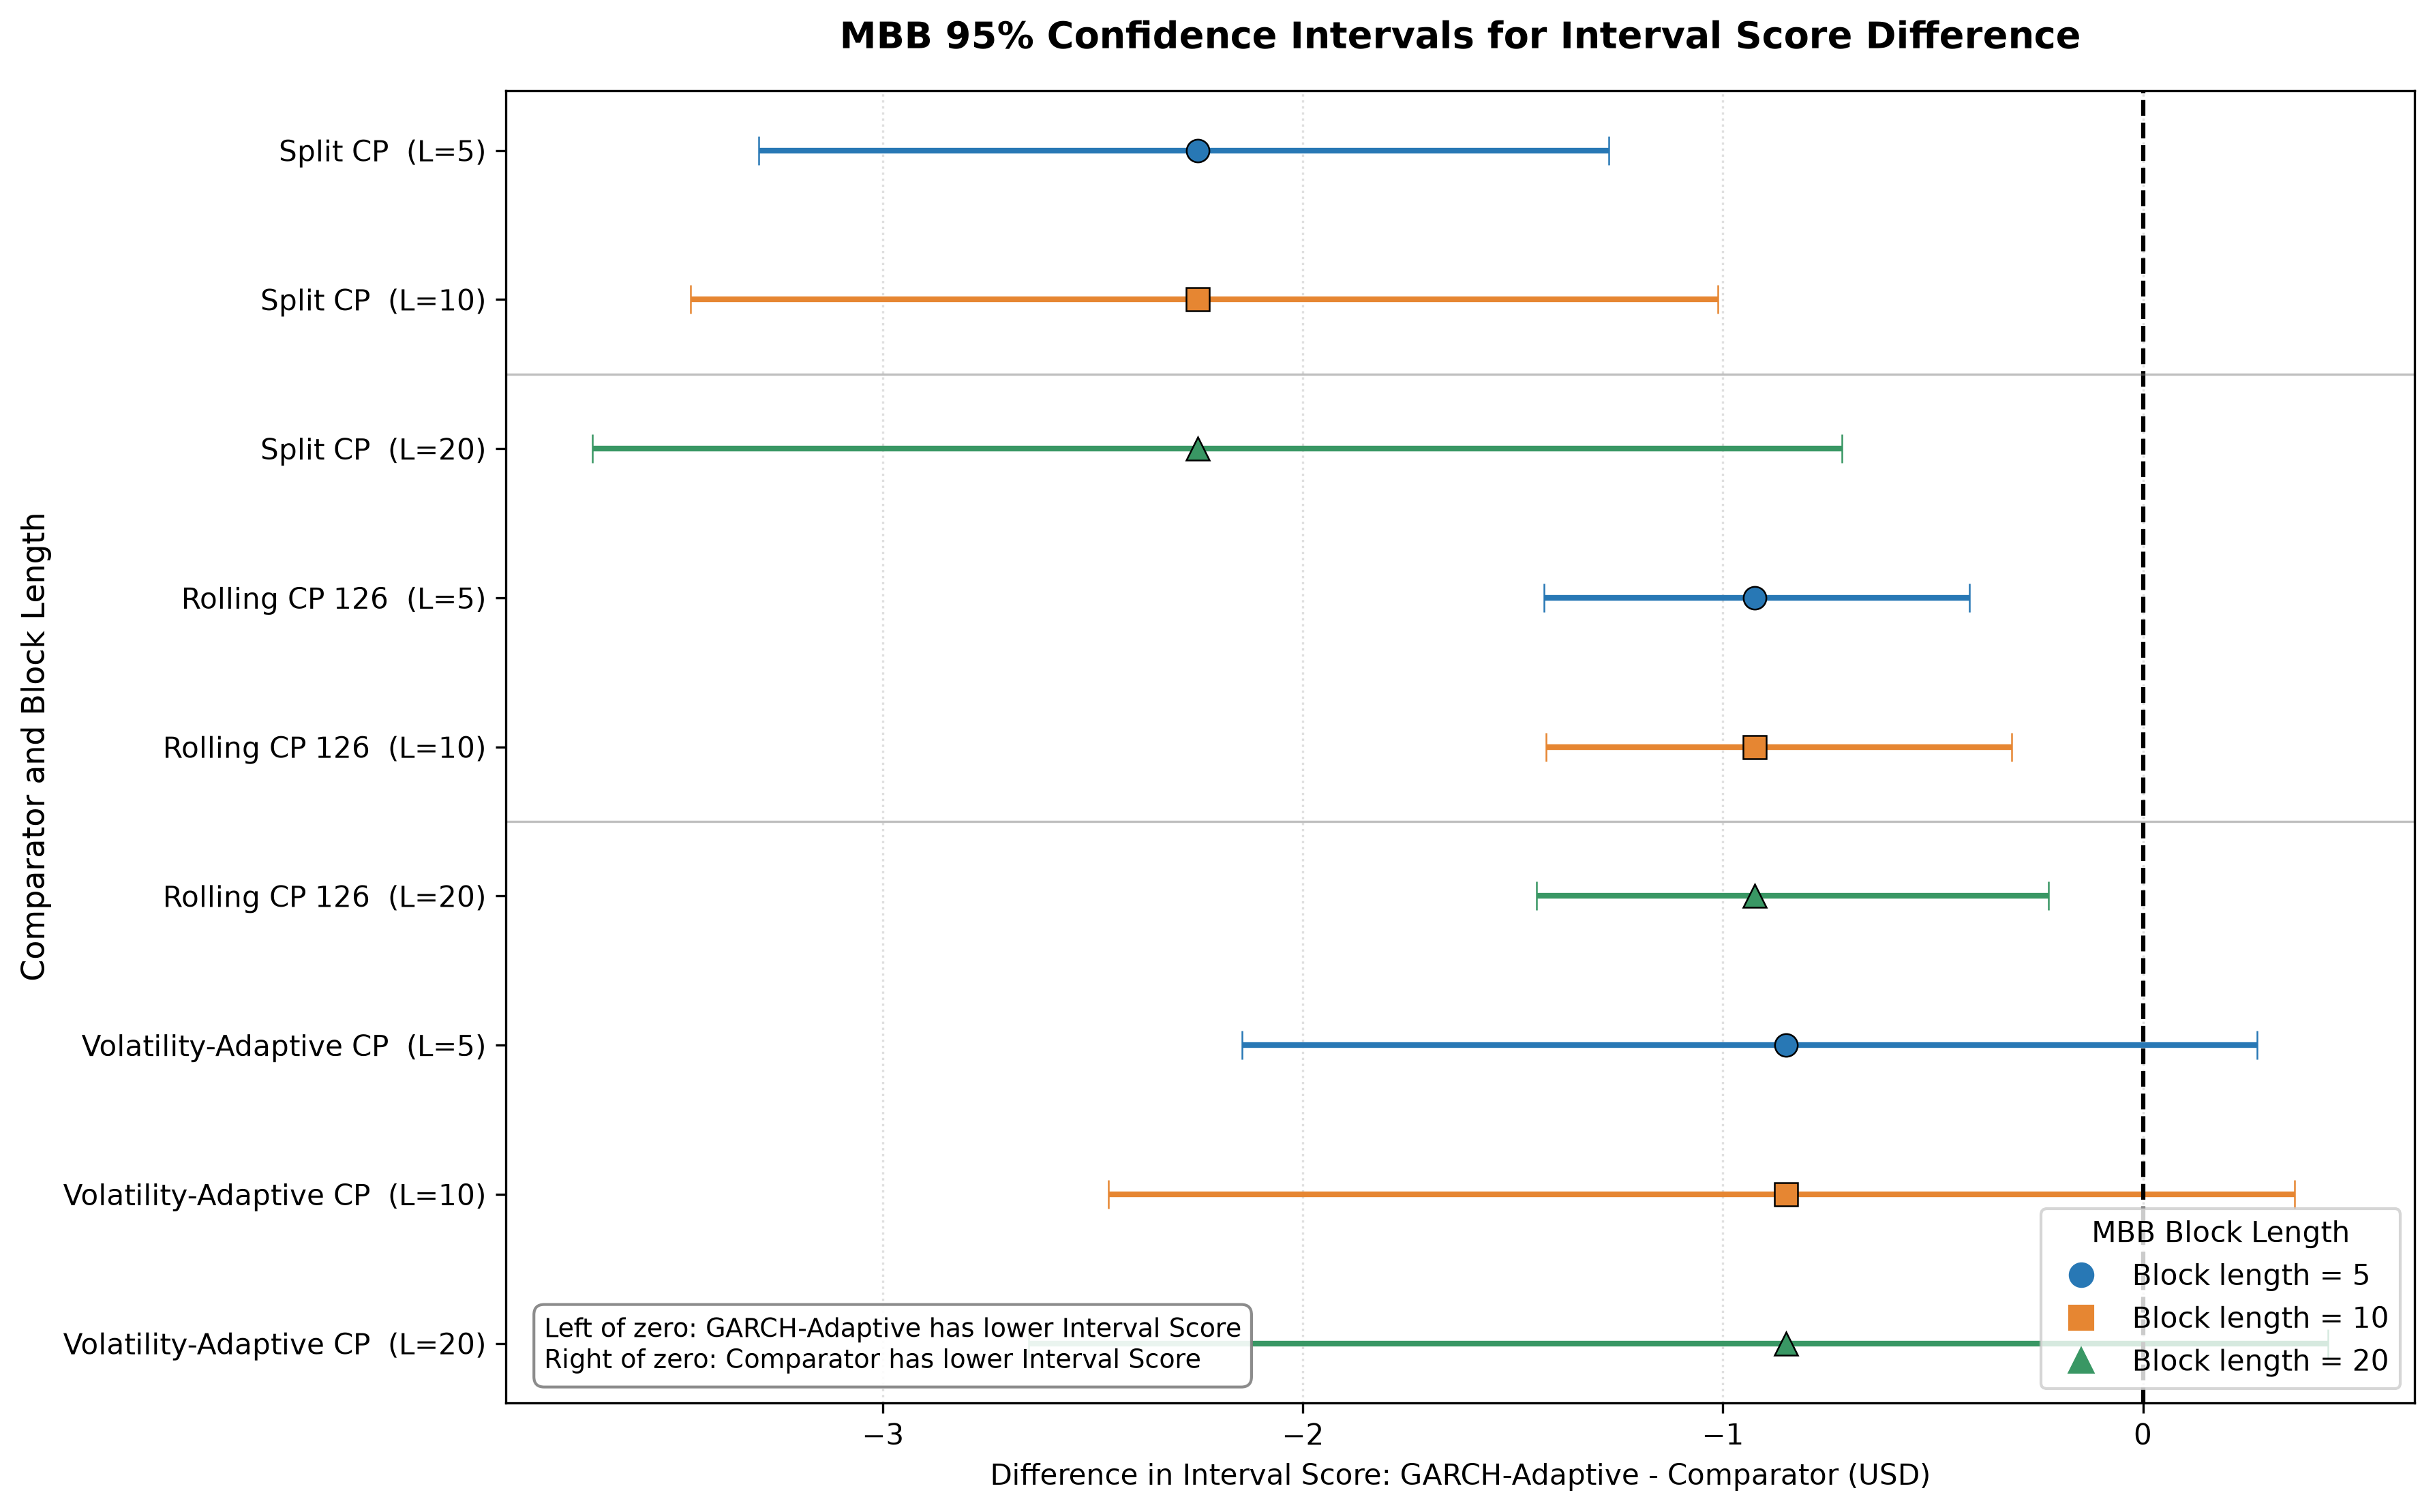 MBB 95% Confidence Intervals for Interval Score Difference
Comparator and Block Length
Split CP  (L=5)
Split CP  (L=10)
Split CP  (L=20)
Rolling CP 126  (L=5)
Rolling CP 126  (L=10)
Rolling CP 126  (L=20)
Volatility-Adaptive CP  (L=5)
Volatility-Adaptive CP  (L=10)
Volatility-Adaptive CP  (L=20)
Left of zero: GARCH-Adaptive has lower Interval Score
Right of zero: Comparator has lower Interval Score
MBB Block Length
Block length = 5
Block length = 10
Block length = 20
−3 −2 −1 0
Difference in Interval Score: GARCH-Adaptive - Comparator (USD)